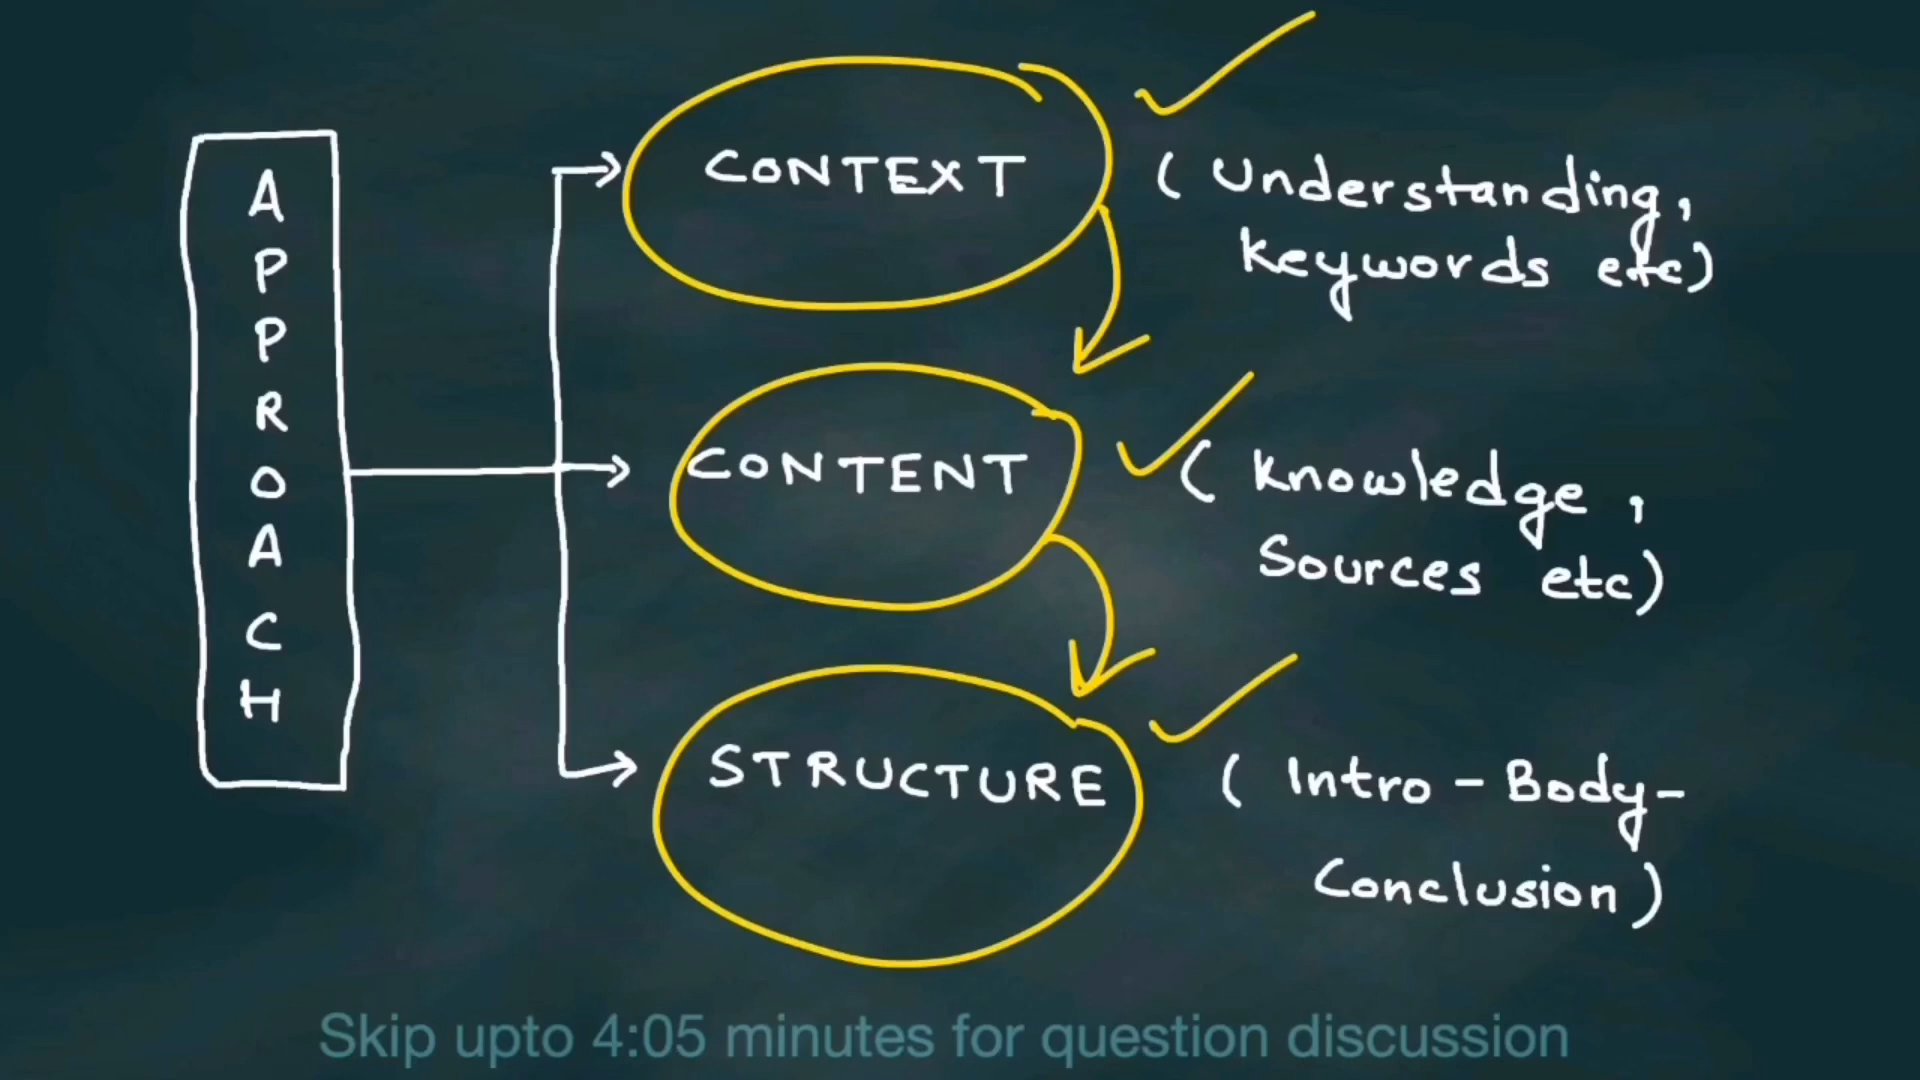 APPROACH
CONTEXT
(Understanding,
Keywords etc)
CONTENT
(Knowledge,
Sources etc)
STRUCTURE
(Intro - Body -
Conclusion)
Skip upto 4:05 minutes for question discussion